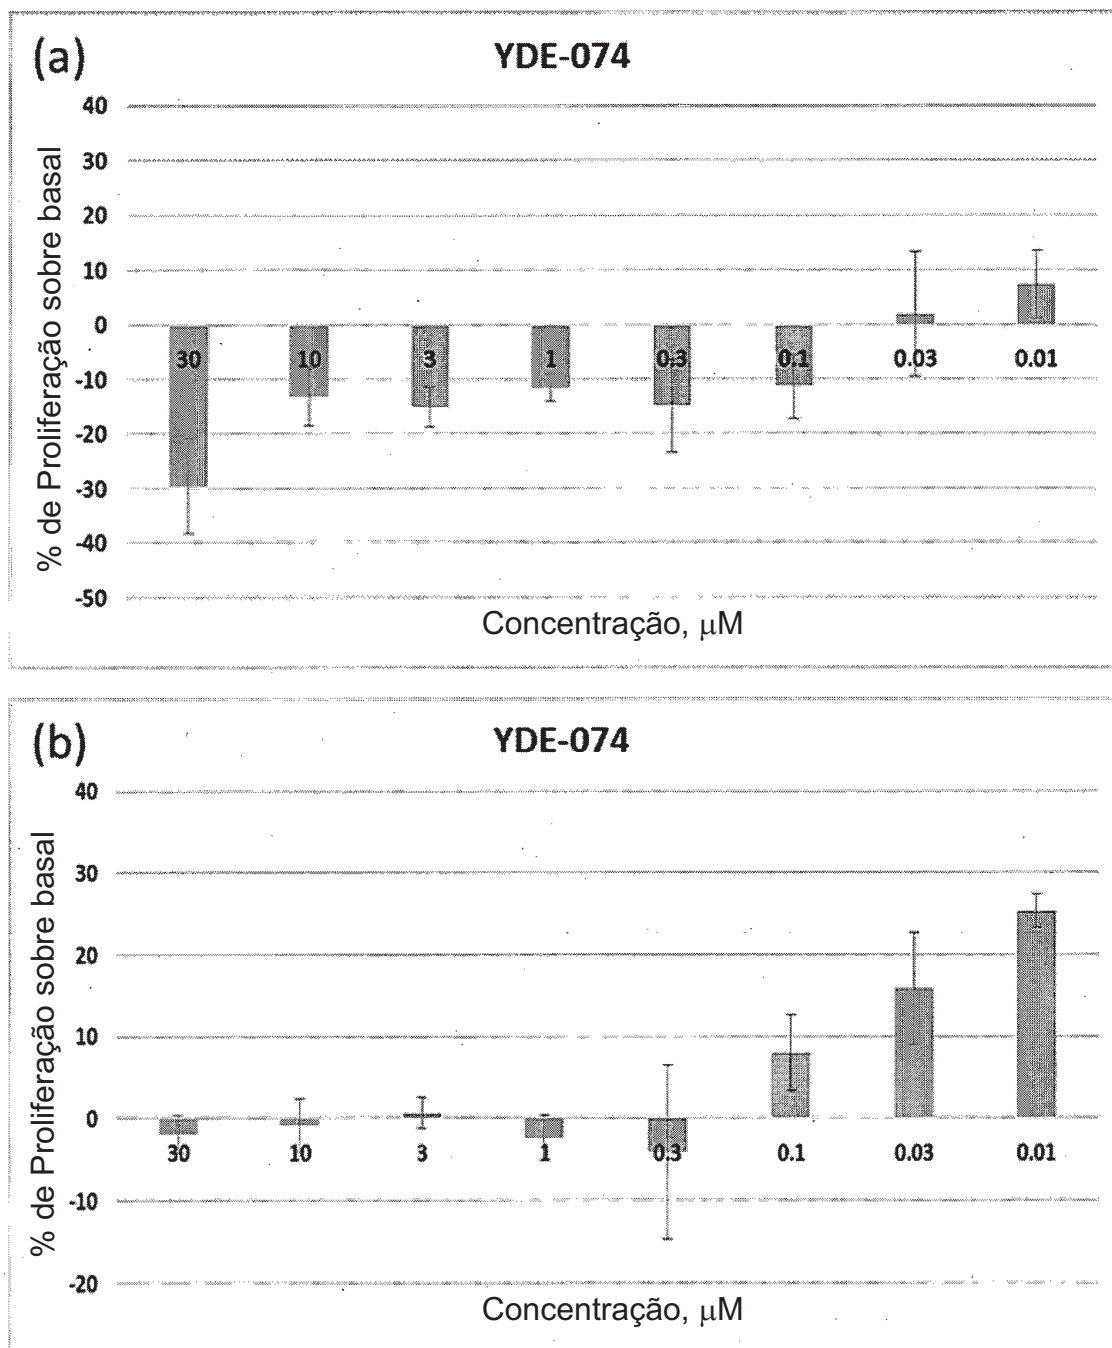 (a)
YDE-074
% de Proliferação sobre basal
40
30
20
10
0
-10
-20
-30
-40
-50
30 10 3 1 0.3 0.1 0.03 0.01
Concentração, μM
(b)
YDE-074
% de Proliferação sobre basal
40
30
20
10
0
-10
-20
30 10 3 1 0.3 0.1 0.03 0.01
Concentração, μM